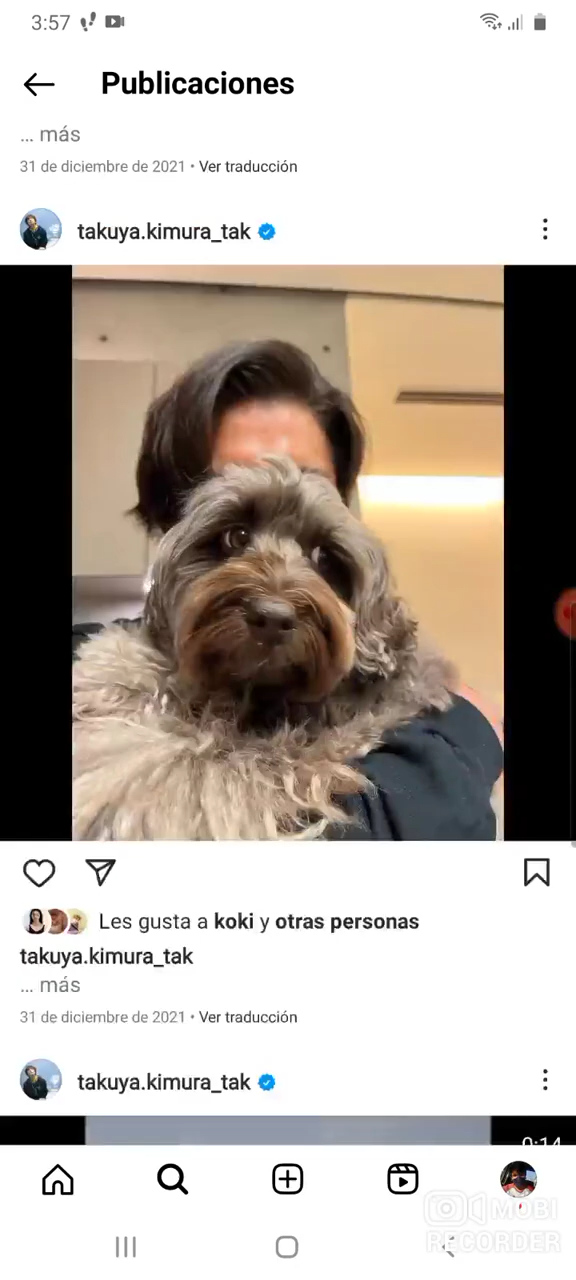 3:57
Publicaciones
... más
31 de diciembre de 2021 • Ver traducción
takuya.kimura_tak
Les gusta a koki y otras personas
takuya.kimura_tak
... más
31 de diciembre de 2021 • Ver traducción
takuya.kimura_tak
0:14
MOBI
RECORDER